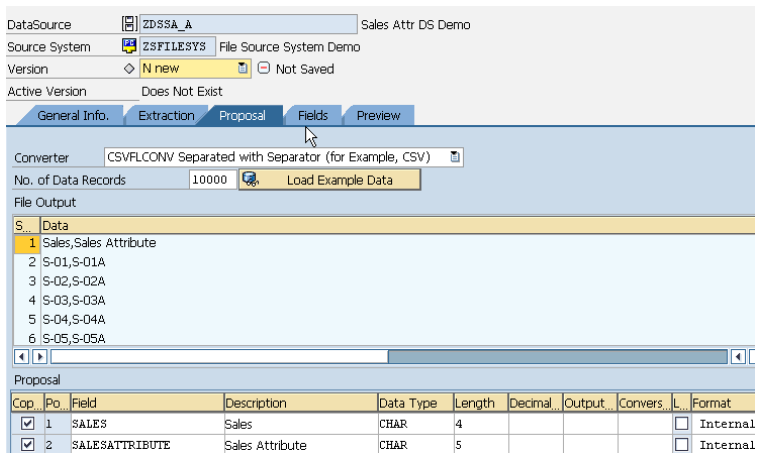 DataSource ZDSSA_A Sales Attr DS Demo
Source System ZSFILESYS File Source System Demo
Version N new Not Saved
Active Version Does Not Exist
General Info. Extraction Proposal Fields Preview
Converter CSVFLCONV Separated with Separator (for Example, CSV)
No. of Data Records 10000 Load Example Data
File Output
S... Data
1 Sales,Sales Attribute
2 S-01,S-01A
3 S-02,S-02A
4 S-03,S-03A
5 S-04,S-04A
6 S-05,S-05A
Proposal
Cop... Po... Field Description Data Type Length Decimal... Output... Convers... L... Format
1 SALES Sales CHAR 4 Internal
2 SALESATTRIBUTE Sales Attribute CHAR 5 Internal